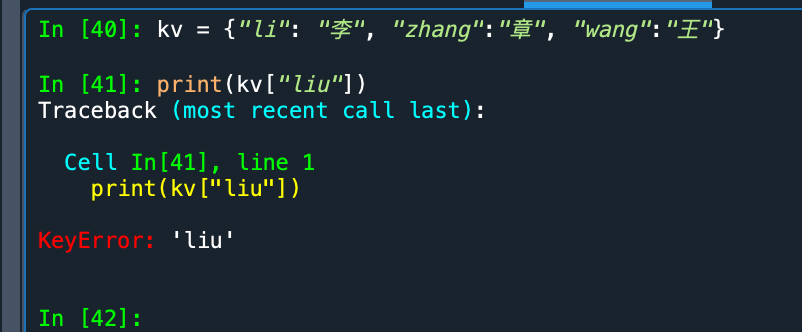 In [40]: kv = {"li": "李", "zhang":"章", "wang":"王"}
In [41]: print(kv["liu"])
Traceback (most recent call last):
Cell In[41], line 1
print(kv["liu"])
KeyError: 'liu'
In [42]: